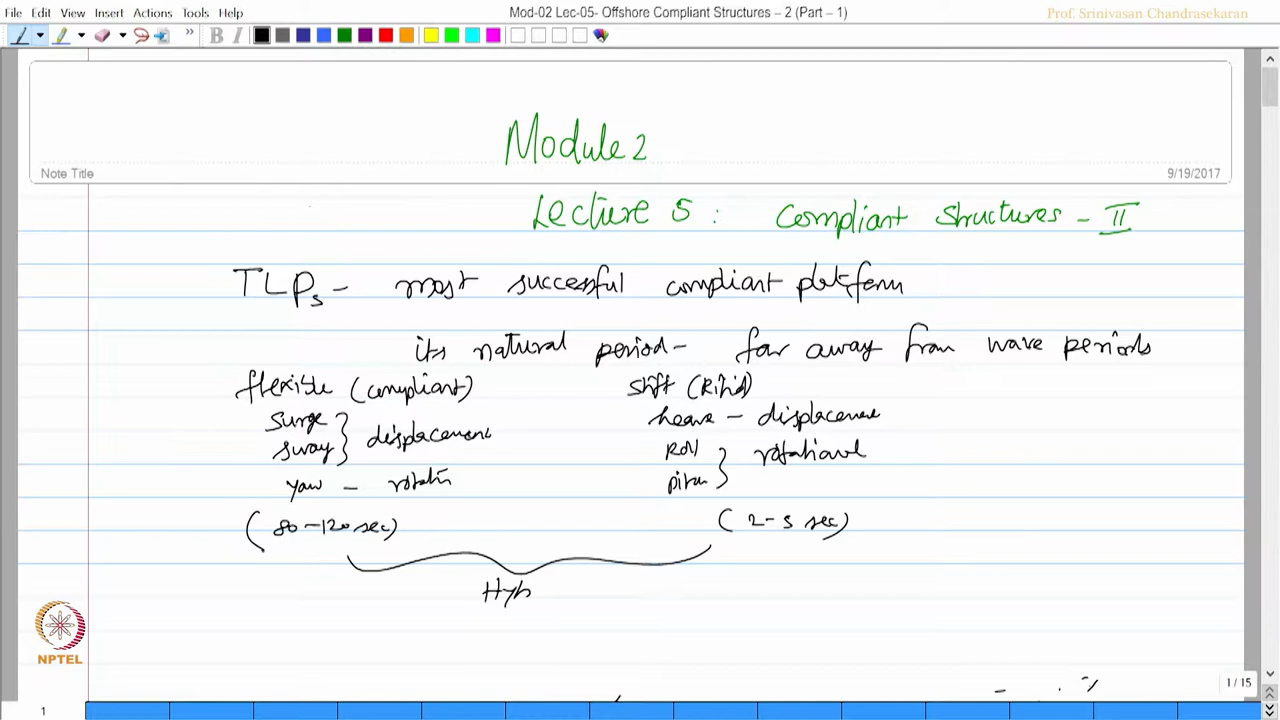 File Edit View Insert Actions Tools Help
Mod-02 Lec-05- Offshore Compliant Structures – 2 (Part – 1)
Prof. Srinivasan Chandrasekaran
B I
Module 2
Note Title
9/19/2017
Lecture 5 : Compliant Structures - II
TLPs - most successful compliant platform
its natural period - far away from wave periods
flexible (compliant)
surge
sway } displacement
yaw - rotation
(80-120 sec)
stiff (Rigid)
heave - displacement
Roll
pitch } rotational
(2-5 sec)
Hyb
NPTEL
1 / 15
1